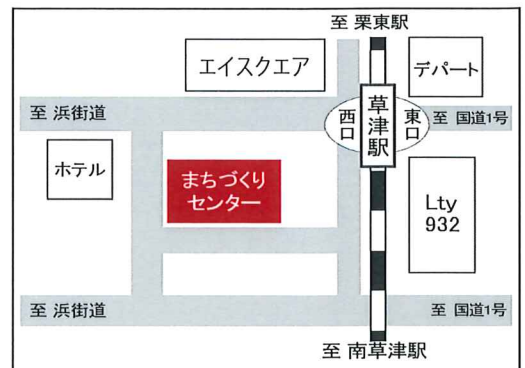 至 栗東駅
エイスクエア
デパート
至 浜街道
西口
草津駅
東口
至 国道1号
ホテル
まちづくり
センター
Lty
932
至 浜街道
至 国道1号
至 南草津駅